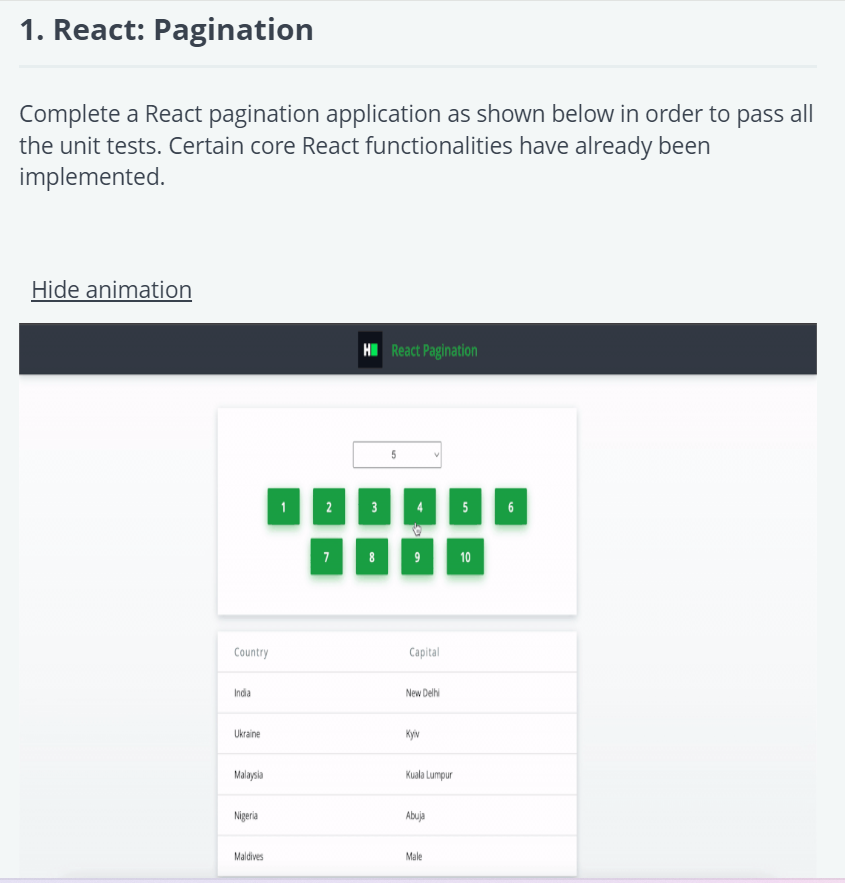 1. React: Pagination
Complete a React pagination application as shown below in order to pass all
the unit tests. Certain core React functionalities have already been
implemented.
Hide animation
H React Pagination
5
1 2 3 4 5 6
7 8 9 10
Country Capital
India New Delhi
Ukraine Kyiv
Malaysia Kuala Lumpur
Nigeria Abuja
Maldives Male